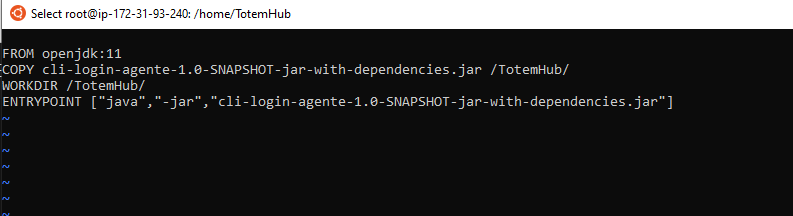 Select root@ip-172-31-93-240: /home/TotemHub
FROM openjdk:11
COPY cli-login-agente-1.0-SNAPSHOT-jar-with-dependencies.jar /TotemHub/
WORKDIR /TotemHub/
ENTRYPOINT ["java","-jar","cli-login-agente-1.0-SNAPSHOT-jar-with-dependencies.jar"]
~
~
~
~
~
~
~